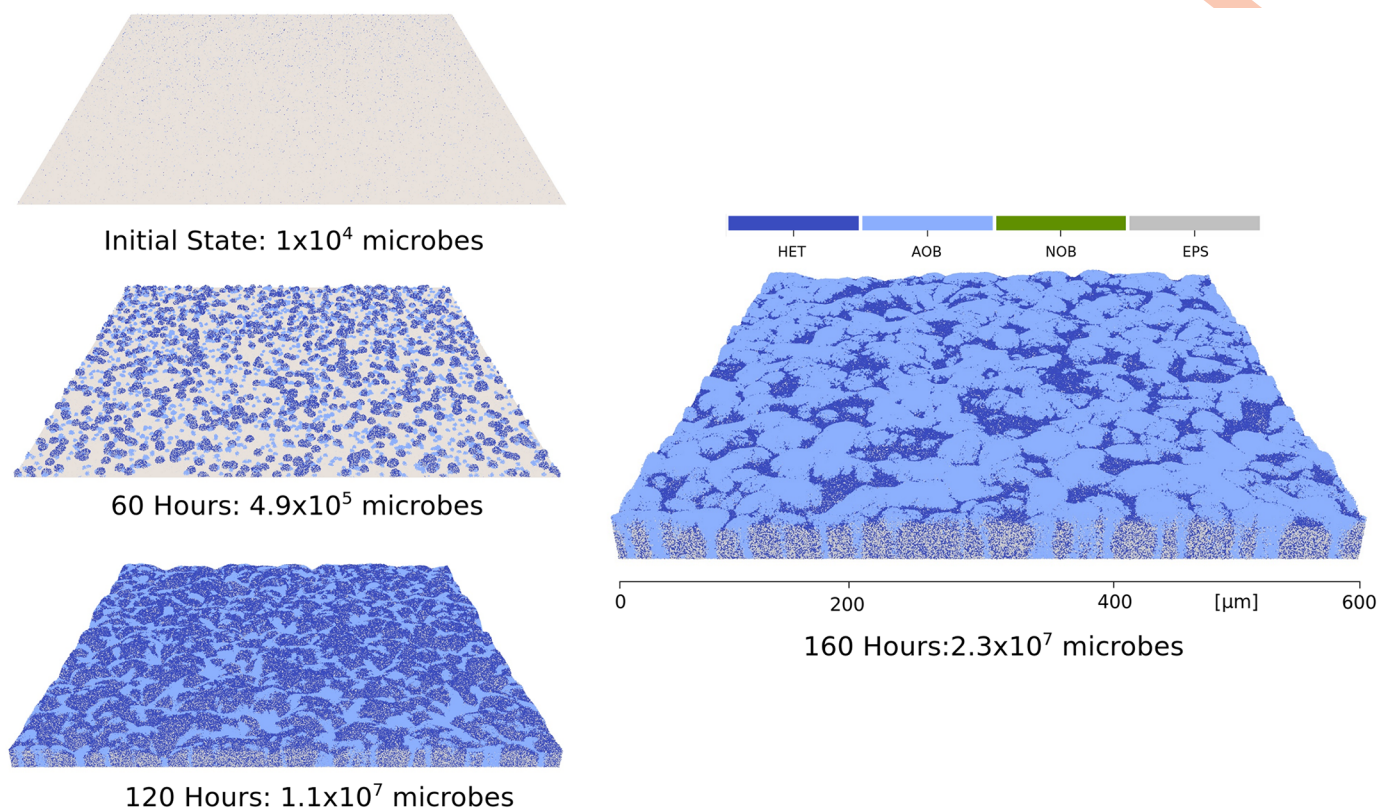 Initial State: 1x10⁴ microbes
60 Hours: 4.9x10⁵ microbes
120 Hours: 1.1x10⁷ microbes
HET AOB NOB EPS
0 200 400 [µm] 600
160 Hours:2.3x10⁷ microbes